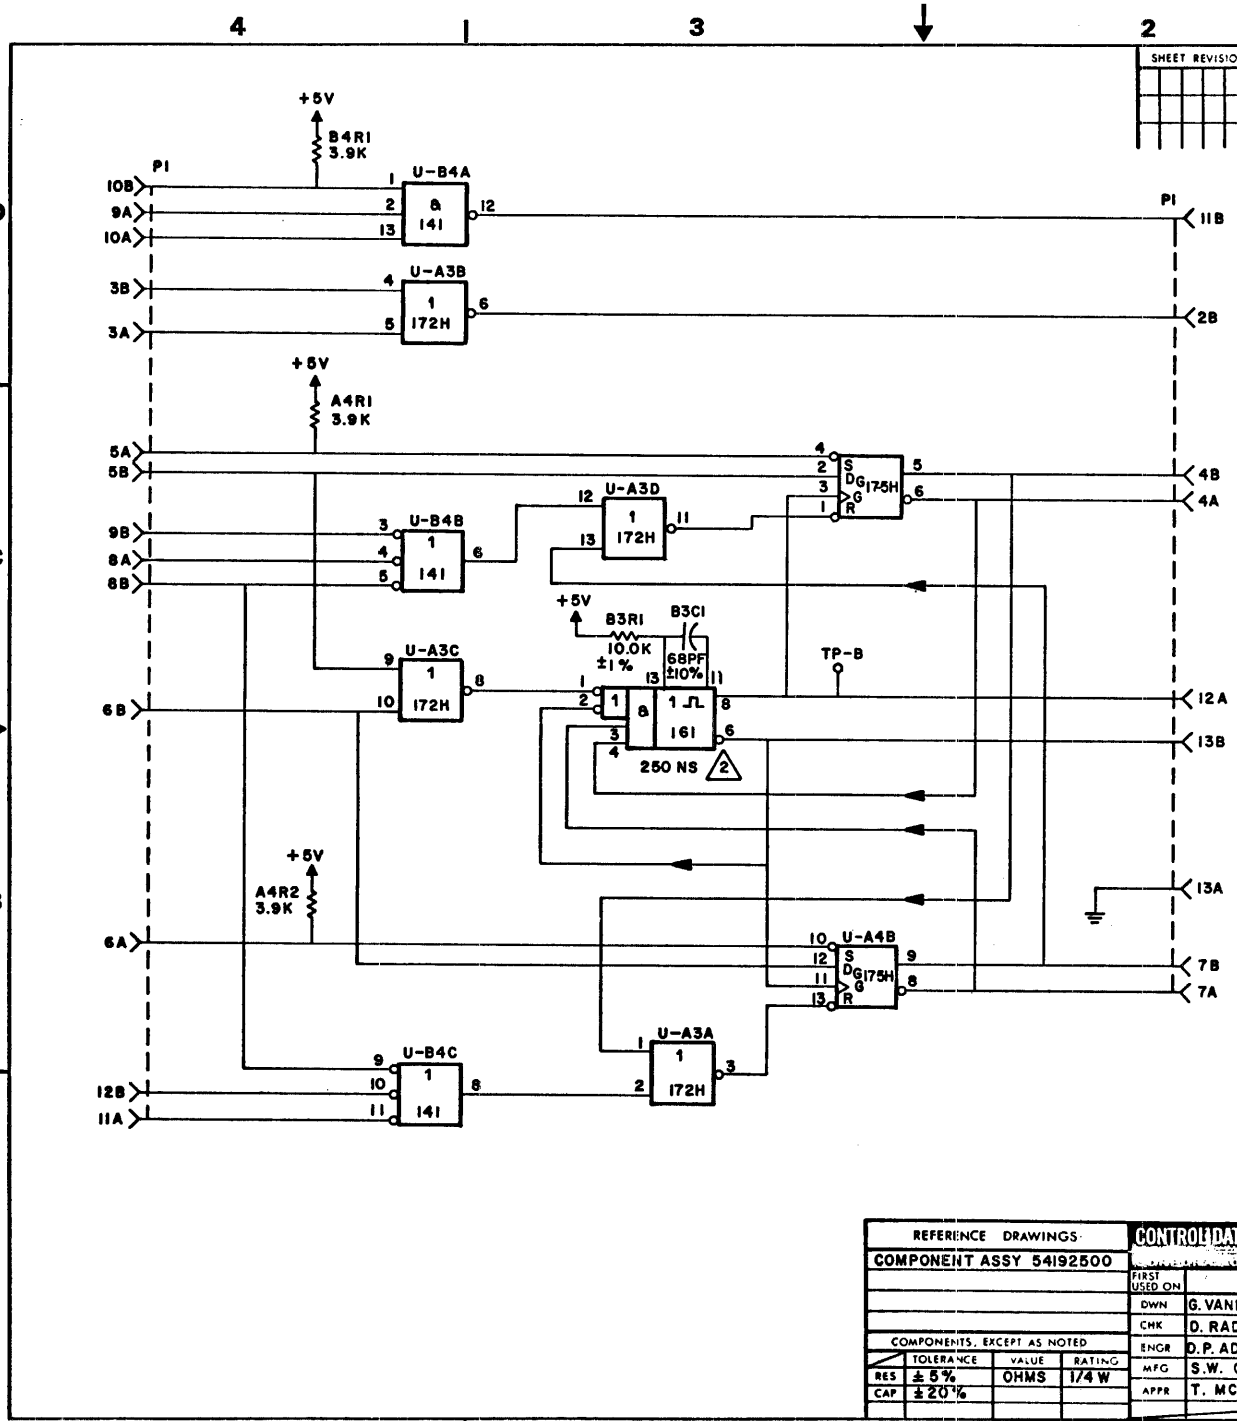 4 3 2
SHEET REVISIO
+5V
B4R1
3.9K
P1
10B 1 U-B4A
9A 2 & 12
10A 13 141
P1
11B
3B 4 U-A3B
1 6
3A 5 172H
2B
+5V
A4R1
3.9K
5A 4
5B 2 S 5 4B
DG 175H
3 G 6 4A
1 R
12 U-A3D
1 11
13 172H
9B 3 U-B4B
8A 4 1 6
8B 5 141
+5V
B3R1
10.0K
±1%
B3C1
68PF
±10%
13 11
TP-B
9 U-A3C
1 8
6B 10 172H
1 1 & 1 8 12A
2
3 161 6 13B
4
250 NS 2
+5V
A4R2
3.9K
13A
6A 10 U-A4B
12 S 9 7B
DG 175H
11 G 8 7A
13 R
1 U-A3A
1 3
2 172H
9 U-B4C
12B 10 1 8
11A 11 141
REFERENCE DRAWINGS
COMPONENT ASSY 54192500
COMPONENTS, EXCEPT AS NOTED
TOLERANCE VALUE RATING
RES ±5% OHMS 1/4 W
CAP ±20%
CONTROL DAT
FIRST
USED ON
DWN G. VAN
CHK D. RAD
ENGR D.P. AD
MFG S.W.
APPR T. MC